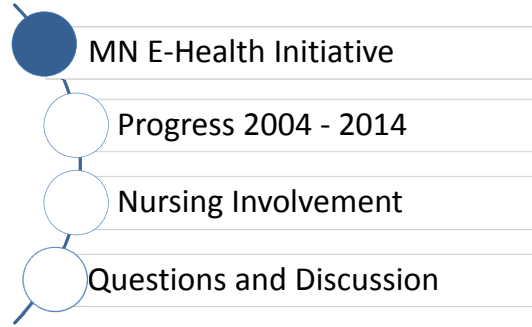 MN E-Health Initiative
Progress 2004 - 2014
Nursing Involvement
Questions and Discussion